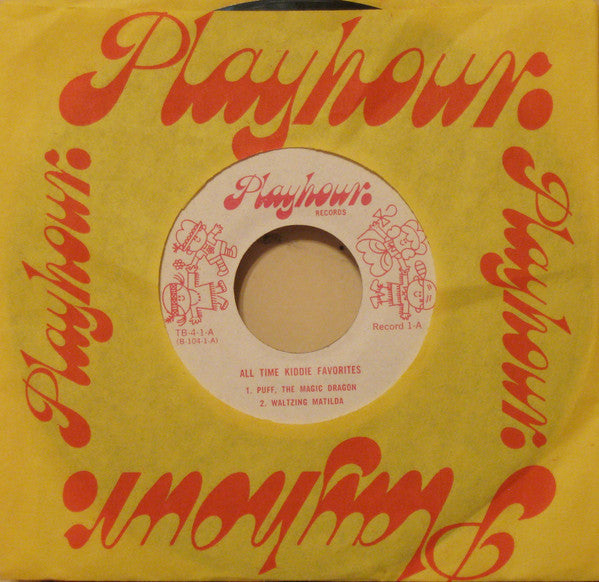 Playhour.
Playhour.
Playhour.
RECORDS
TB-4-1-A
(B-104-1-A)
Record 1-A
ALL TIME KIDDIE FAVORITES
1. PUFF, THE MAGIC DRAGON
2. WALTZING MATILDA
Playhour.
Playhour.